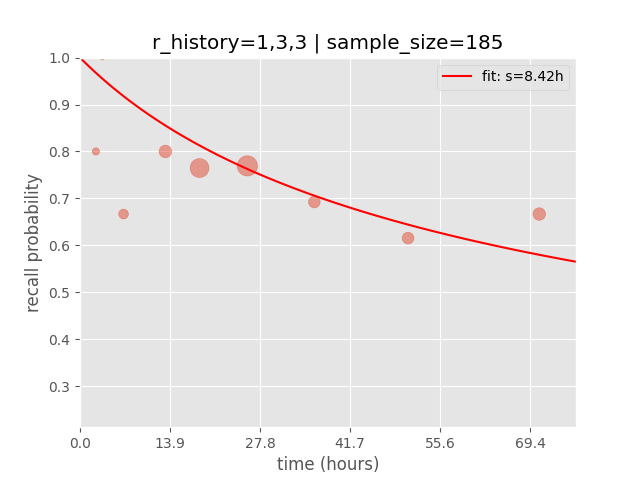 r_history=1,3,3 | sample_size=185
fit: s=8.42h
recall probability
1.0
0.9
0.8
0.7
0.6
0.5
0.4
0.3
0.0 13.9 27.8 41.7 55.6 69.4
time (hours)